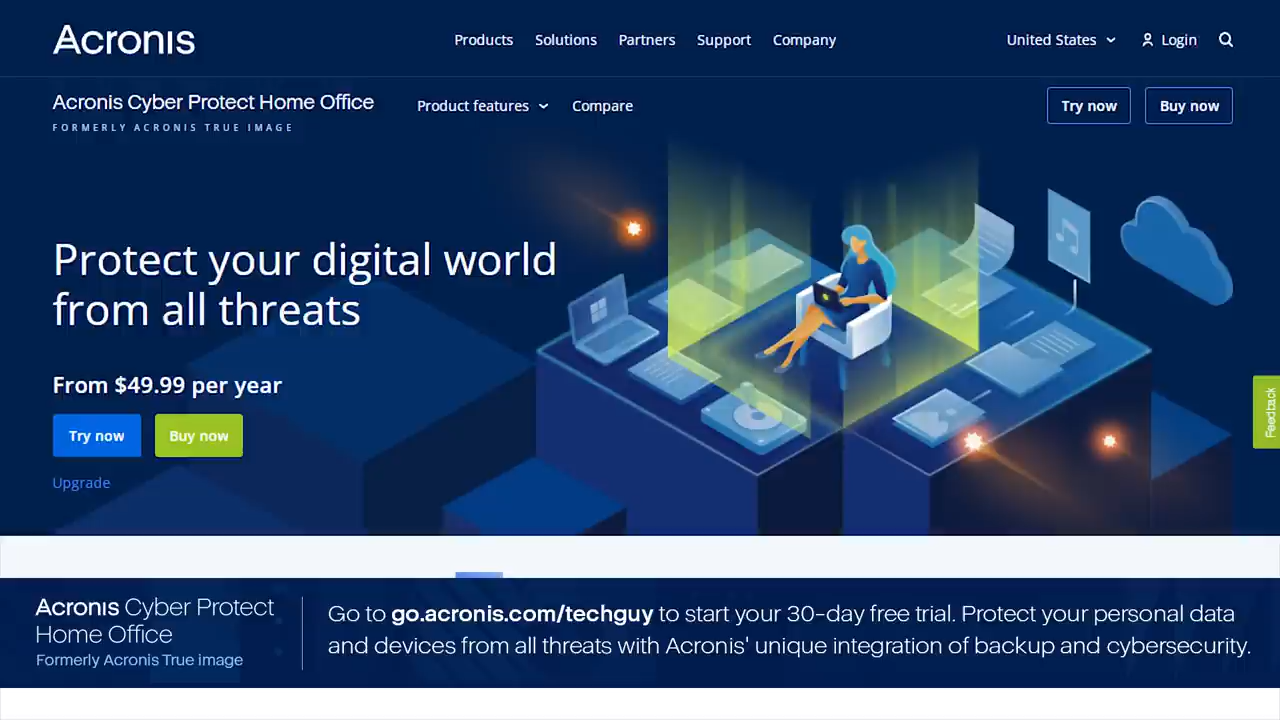 Acronis
Products
Solutions
Partners
Support
Company
United States
Login
Acronis Cyber Protect Home Office
FORMERLY ACRONIS TRUE IMAGE
Product features
Compare
Try now
Buy now
Protect your digital world
from all threats
From $49.99 per year
Try now
Buy now
Upgrade
Feedback
Acronis Cyber Protect
Home Office
Formerly Acronis True image
Go to go.acronis.com/techguy to start your 30-day free trial. Protect your personal data
and devices from all threats with Acronis' unique integration of backup and cybersecurity.